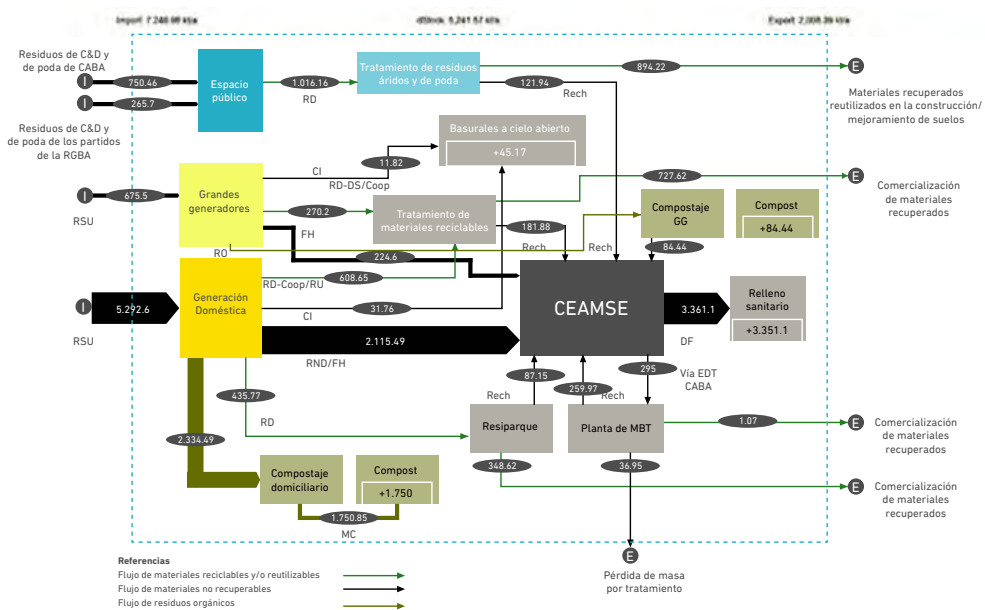 Import: 7,240.98 kt/a
dStock: 5,241.57 kt/a
Export: 2,008.39 kt/a
Residuos de C&D y
de poda de CABA
I
750.46
I
265.7
Residuos de C&D y
de poda de los partidos
de la RGBA
Espacio
público
1.016.16
RD
Tratamiento de residuos
áridos y de poda
894.22
121.94
Rech
E
Materiales recuperados
reutilizados en la construcción/
mejoramiento de suelos
Basurales a cielo abierto
+45.17
11.82
CI
RD-DS/Coop
I
675.5
RSU
Grandes
generadores
270.2
FH
RO
224.6
Tratamiento de
materiales reciclables
727.62
E
Comercialización
de materiales
recuperados
181.88
Rech
Rech
Compostaje
GG
84.44
Compost
+84.44
608.65
RD-Coop/RU
I
5.292.6
RSU
Generación
Doméstica
31.76
CI
2.115.49
RND/FH
CEAMSE
3.361.1
DF
Relleno
sanitario
+3.351.1
435.77
RD
87.15
Rech
259.97
Rech
295
Vía EDT
CABA
Resiparque
Planta de MBT
1.07
E
Comercialización
de materiales
recuperados
2.334.49
348.62
36.95
E
Comercialización
de materiales
recuperados
Compostaje
domiciliario
Compost
+1.750
1.750.85
MC
E
Pérdida de masa
por tratamiento
Referencias
Flujo de materiales reciclables y/o reutilizables
Flujo de materiales no recuperables
Flujo de residuos orgánicos